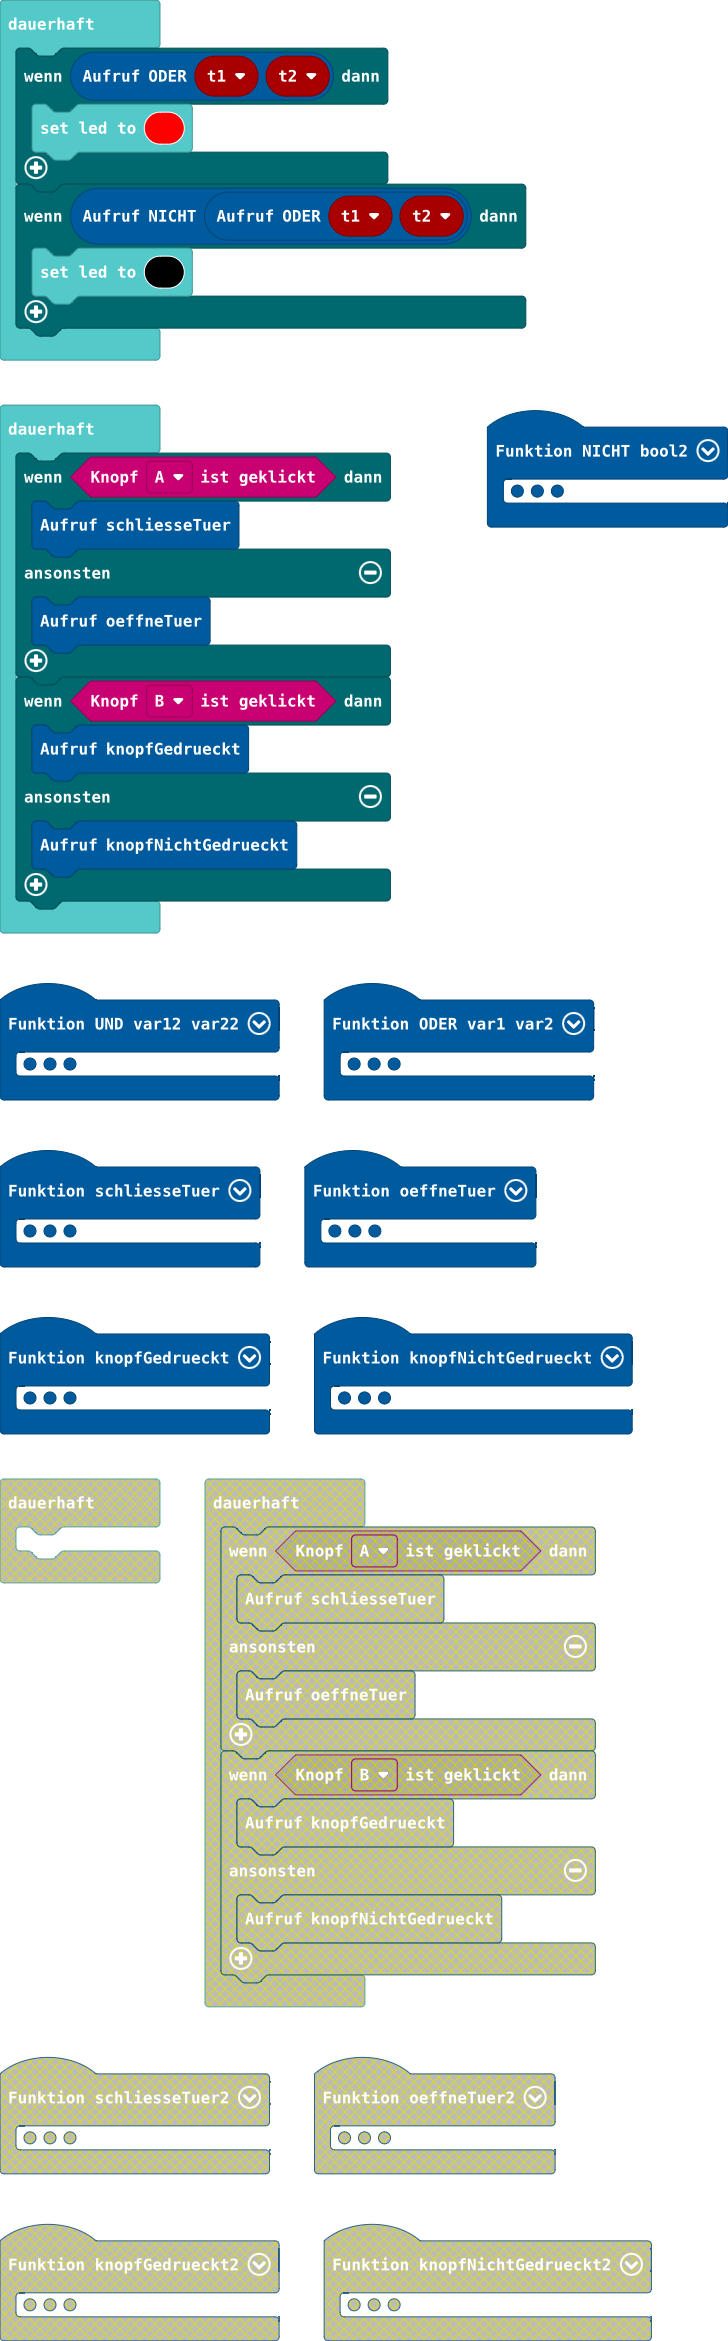 dauerhaft
wenn Aufruf ODER t1 t2 dann
set led to
wenn Aufruf NICHT Aufruf ODER t1 t2 dann
set led to
dauerhaft
wenn Knopf A ist geklickt dann
Aufruf schliesseTuer
ansonsten
Aufruf oeffneTuer
wenn Knopf B ist geklickt dann
Aufruf knopfGedrueckt
ansonsten
Aufruf knopfNichtGedrueckt
Funktion NICHT bool2
Funktion UND var12 var22
Funktion ODER var1 var2
Funktion schliesseTuer
Funktion oeffneTuer
Funktion knopfGedrueckt
Funktion knopfNichtGedrueckt
dauerhaft
dauerhaft
wenn Knopf A ist geklickt dann
Aufruf schliesseTuer
ansonsten
Aufruf oeffneTuer
wenn Knopf B ist geklickt dann
Aufruf knopfGedrueckt
ansonsten
Aufruf knopfNichtGedrueckt
Funktion schliesseTuer2
Funktion oeffneTuer2
Funktion knopfGedrueckt2
Funktion knopfNichtGedrueckt2